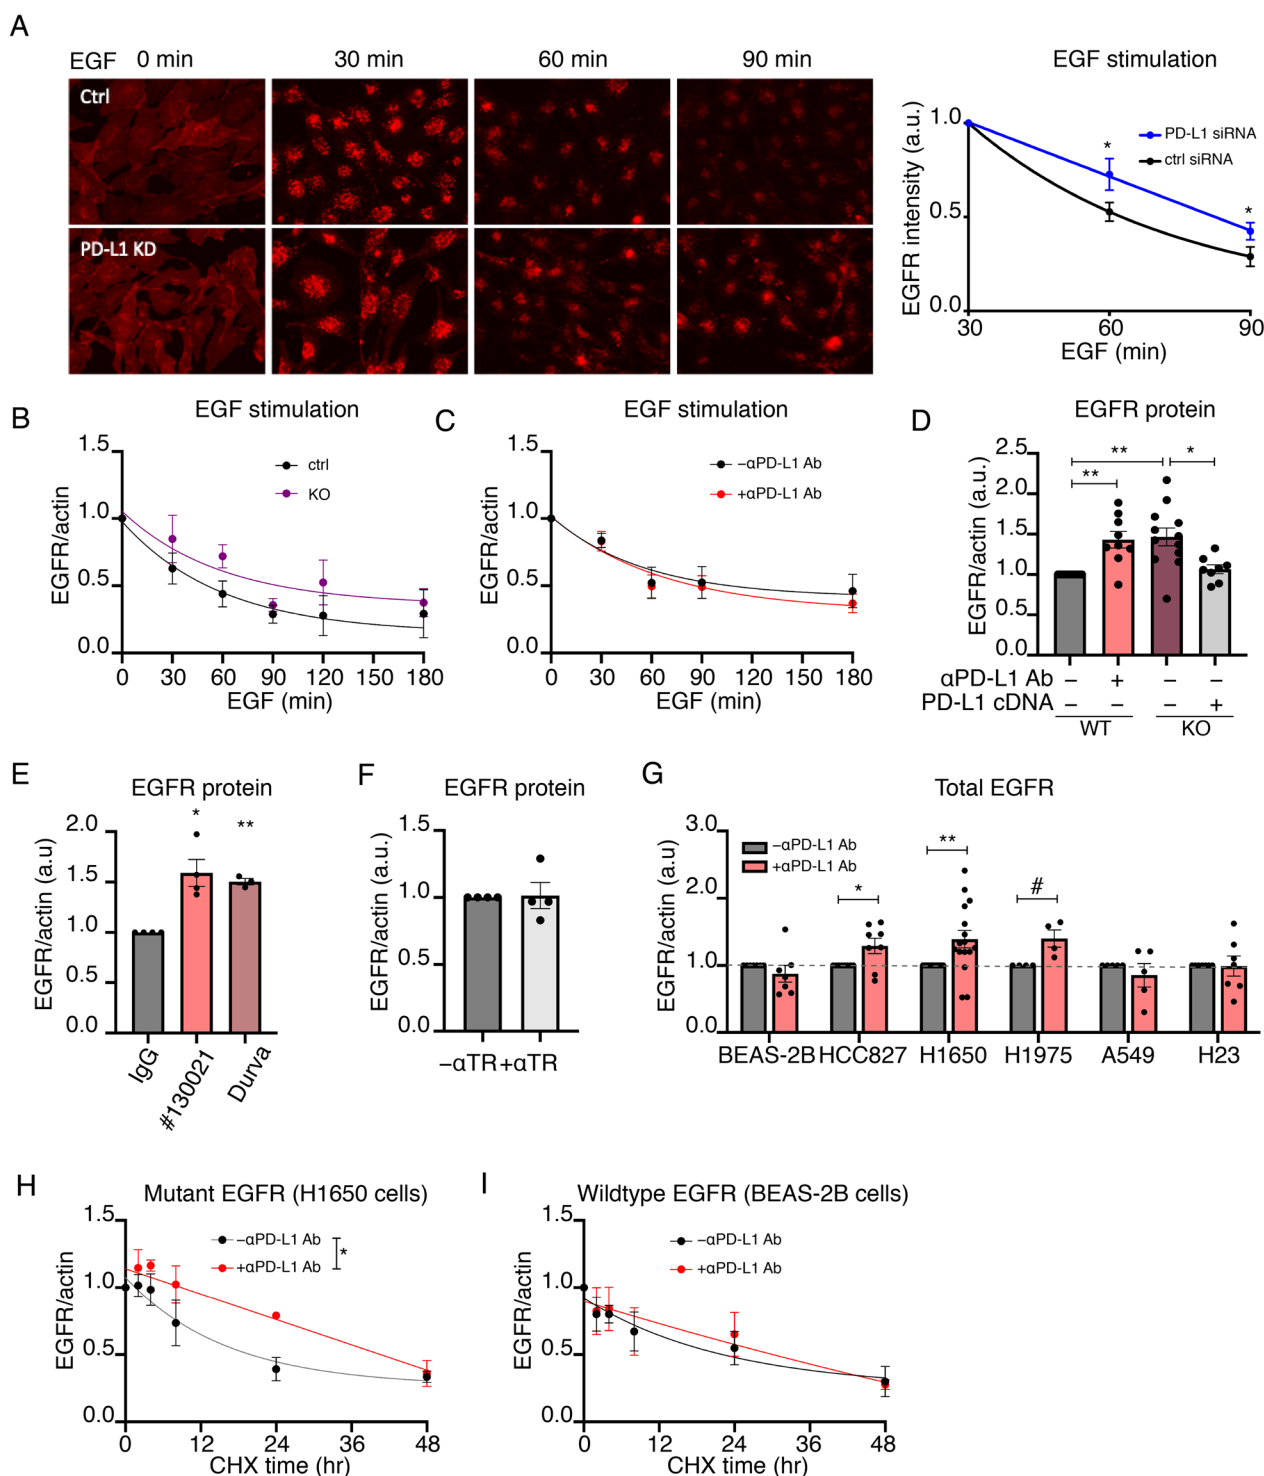 A
EGF 0 min 30 min 60 min 90 min
Ctrl
PD-L1 KD
EGF stimulation
EGFR intensity (a.u.)
1.0
0.5
0.0
PD-L1 siRNA
ctrl siRNA
* *
30 60 90
EGF (min)
B
EGF stimulation
EGFR/actin
1.5
1.0
0.5
0.0
ctrl
KO
0 30 60 90 120 150 180
EGF (min)
C
EGF stimulation
EGFR/actin
1.5
1.0
0.5
0.0
–αPD-L1 Ab
+αPD-L1 Ab
0 30 60 90 120 150 180
EGF (min)
D
EGFR protein
EGFR/actin (a.u.)
2.5
2.0
1.5
1.0
0.5
0.0
** *
**
αPD-L1 Ab – + – –
PD-L1 cDNA – – – +
WT KO
E
EGFR protein
EGFR/actin (a.u)
2.0
1.5
1.0
0.5
0.0
* **
IgG
#130021
Durva
F
EGFR protein
EGFR/actin (a.u.)
1.5
1.0
0.5
0.0
–αTR +αTR
G
Total EGFR
EGFR/actin (a.u.)
3.0
2.0
1.0
0.0
–αPD-L1 Ab
+αPD-L1 Ab
* ** #
BEAS-2B HCC827 H1650 H1975 A549 H23
H
Mutant EGFR (H1650 cells)
EGFR/actin
1.5
1.0
0.5
0.0
–αPD-L1 Ab
+αPD-L1 Ab
*
0 12 24 36 48
CHX time (hr)
I
Wildtype EGFR (BEAS-2B cells)
EGFR/actin
1.5
1.0
0.5
0.0
–αPD-L1 Ab
+αPD-L1 Ab
0 12 24 36 48
CHX time (hr)